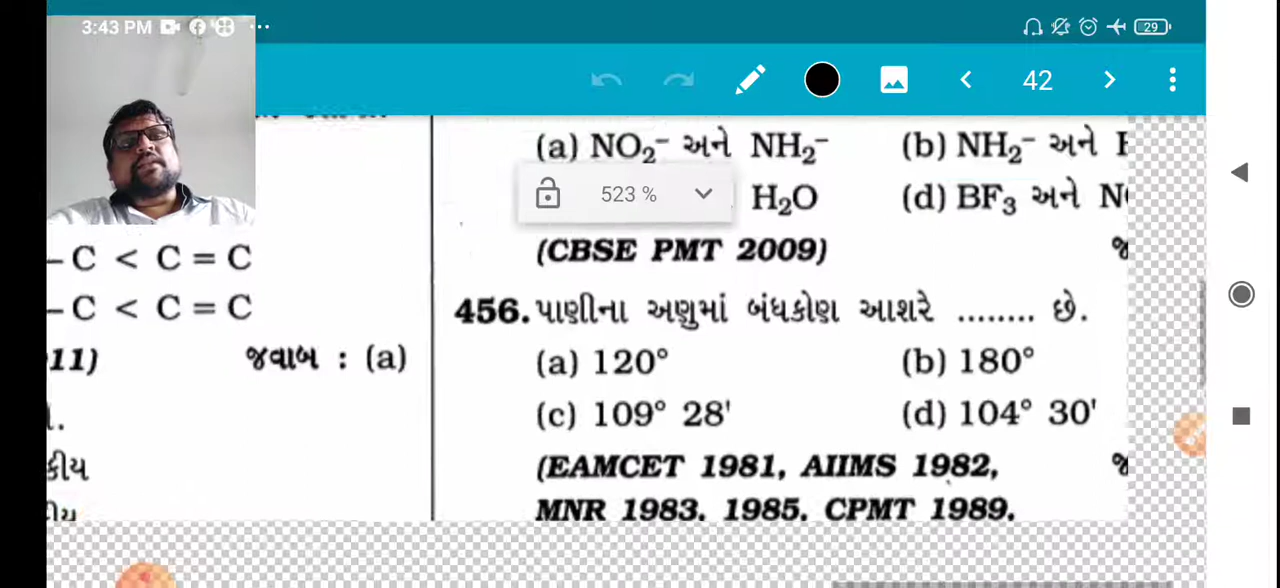 3:43 PM
29
42
(a) NO₂⁻ અને NH₂⁻ (b) NH₂⁻ અને
523 % H₂O (d) BF₃ અને
(CBSE PMT 2009)
– C < C = C
– C < C = C
11) જવાબ : (a)
456. પાણીના અણુમાં બંધકોણ આશરે ........ છે.
(a) 120° (b) 180°
(c) 109° 28' (d) 104° 30'
(EAMCET 1981, AIIMS 1982,
MNR 1983, 1985, CPMT 1989,